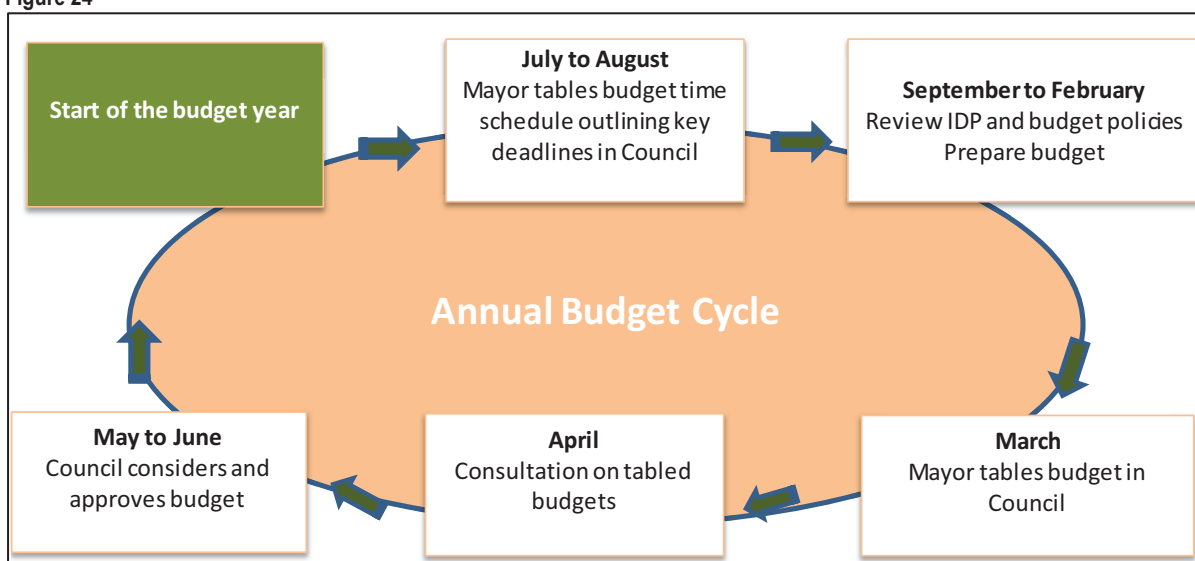 Figure 24
Start of the budget year
July to August
Mayor tables budget time
schedule outlining key
deadlines in Council
September to February
Review IDP and budget policies
Prepare budget
Annual Budget Cycle
May to June
Council considers and
approves budget
April
Consultation on tabled
budgets
March
Mayor tables budget in
Council